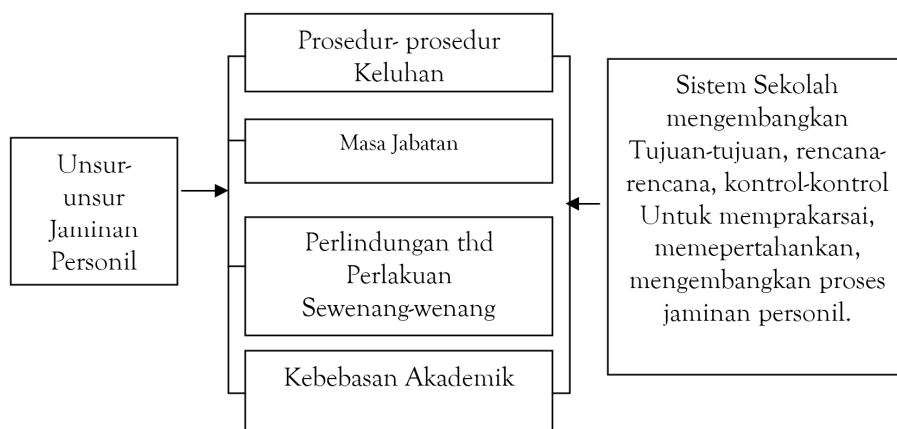 Unsur-
unsur
Jaminan
Personil
Prosedur- prosedur
Keluhan
Masa Jabatan
Perlindungan thd
Perlakuan
Sewenang-wenang
Kebebasan Akademik
Sistem Sekolah
mengembangkan
Tujuan-tujuan, rencana-
rencana, kontrol-kontrol
Untuk memprakarsai,
memepertahankan,
mengembangkan proses
jaminan personil.